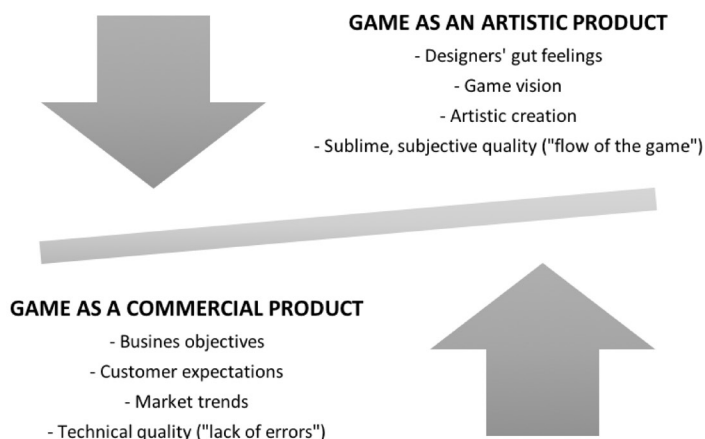 GAME AS AN ARTISTIC PRODUCT
- Designers' gut feelings
- Game vision
- Artistic creation
- Sublime, subjective quality ("flow of the game")
GAME AS A COMMERCIAL PRODUCT
- Busines objectives
- Customer expectations
- Market trends
- Technical quality ("lack of errors")